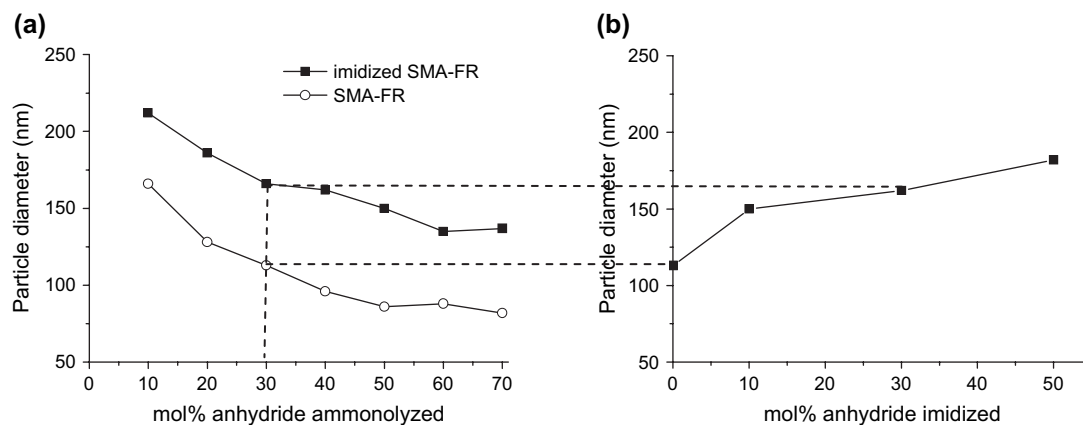 (a)
250
200
150
100
50
Particle diameter (nm)
imidized SMA-FR
SMA-FR
0 10 20 30 40 50 60 70
mol% anhydride ammonolyzed
(b)
250
200
150
100
50
Particle diameter (nm)
0 10 20 30 40 50
mol% anhydride imidized